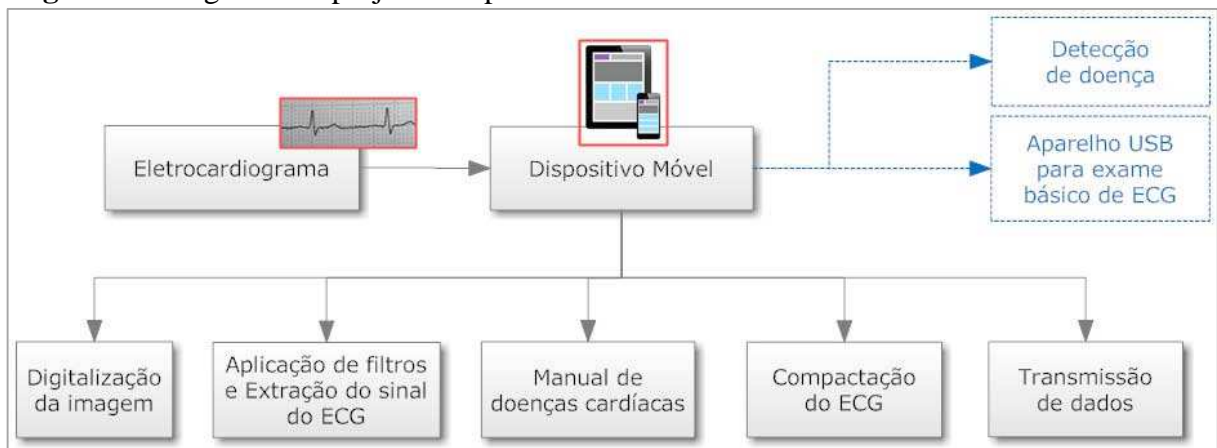 Detecção
de doença
Eletrocardiograma
Dispositivo Móvel
Aparelho USB
para exame
básico de ECG
Digitalização
da imagem
Aplicação de filtros
e Extração do sinal
do ECG
Manual de
doenças cardíacas
Compactação
do ECG
Transmissão
de dados